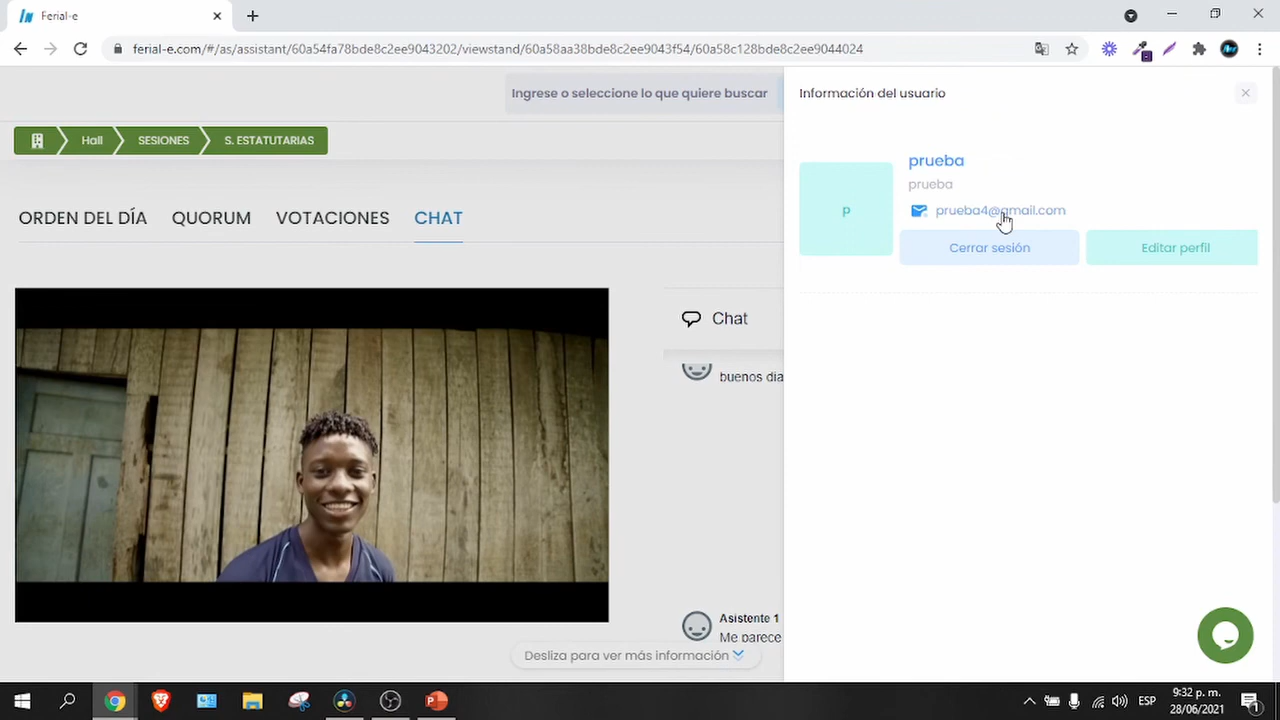 Ferial-e
ferial-e.com/#/as/assistant/60a54fa78bde8c2ee9043202/viewstand/60a58aa38bde8c2ee9043f54/60a58c128bde8c2ee9044024
Ingrese o seleccione lo que quiere buscar
Información del usuario
Hall
SESIONES
S. ESTATUTARIAS
prueba
prueba
p
prueba4@gmail.com
Cerrar sesión
Editar perfil
ORDEN DEL DÍA
QUORUM
VOTACIONES
CHAT
Chat
buenos dia
Asistente 1
Me parece
Desliza para ver más información
ESP
9:32 p. m.
28/06/2021
1